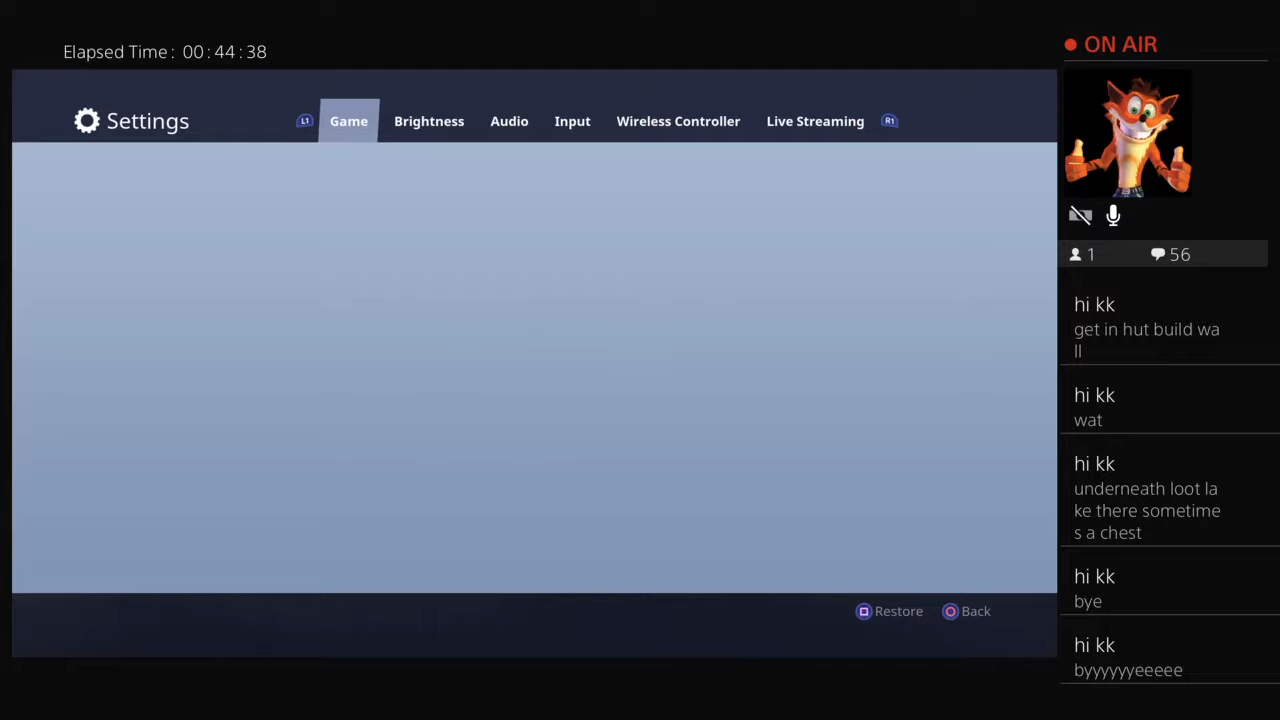 Elapsed Time: 00:44:38
ON AIR
Settings
L1 Game Brightness Audio Input Wireless Controller Live Streaming R1
1 56
hi kk
get in hut build wa
ll
hi kk
wat
hi kk
underneath loot la
ke there sometime
s a chest
hi kk
bye
hi kk
byyyyyyeeeee
Restore Back